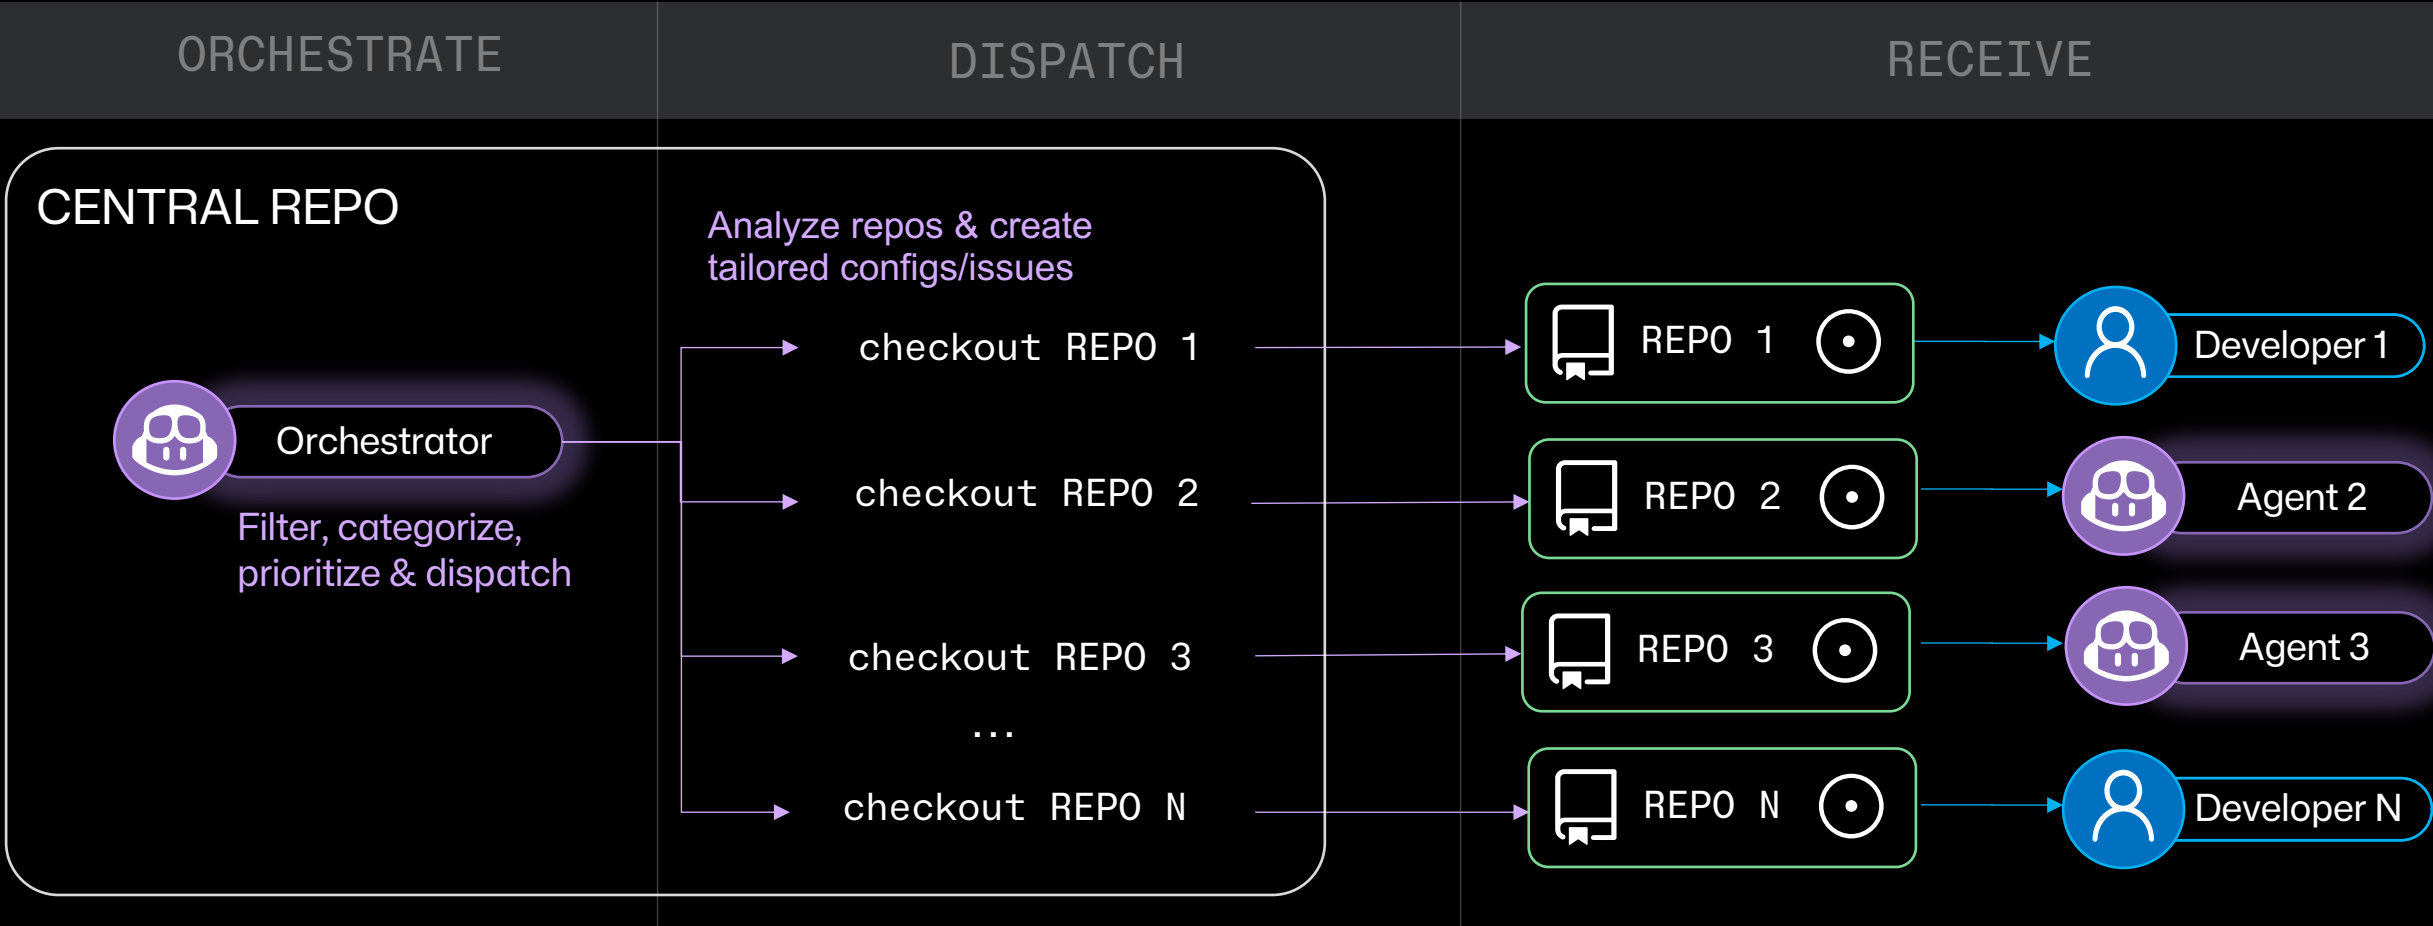 ORCHESTRATE
DISPATCH
RECEIVE
CENTRAL REPO
Analyze repos & create
tailored configs/issues
Orchestrator
Filter, categorize,
prioritize & dispatch
checkout REPO 1
checkout REPO 2
checkout REPO 3
...
checkout REPO N
REPO 1
Developer 1
REPO 2
Agent 2
REPO 3
Agent 3
REPO N
Developer N